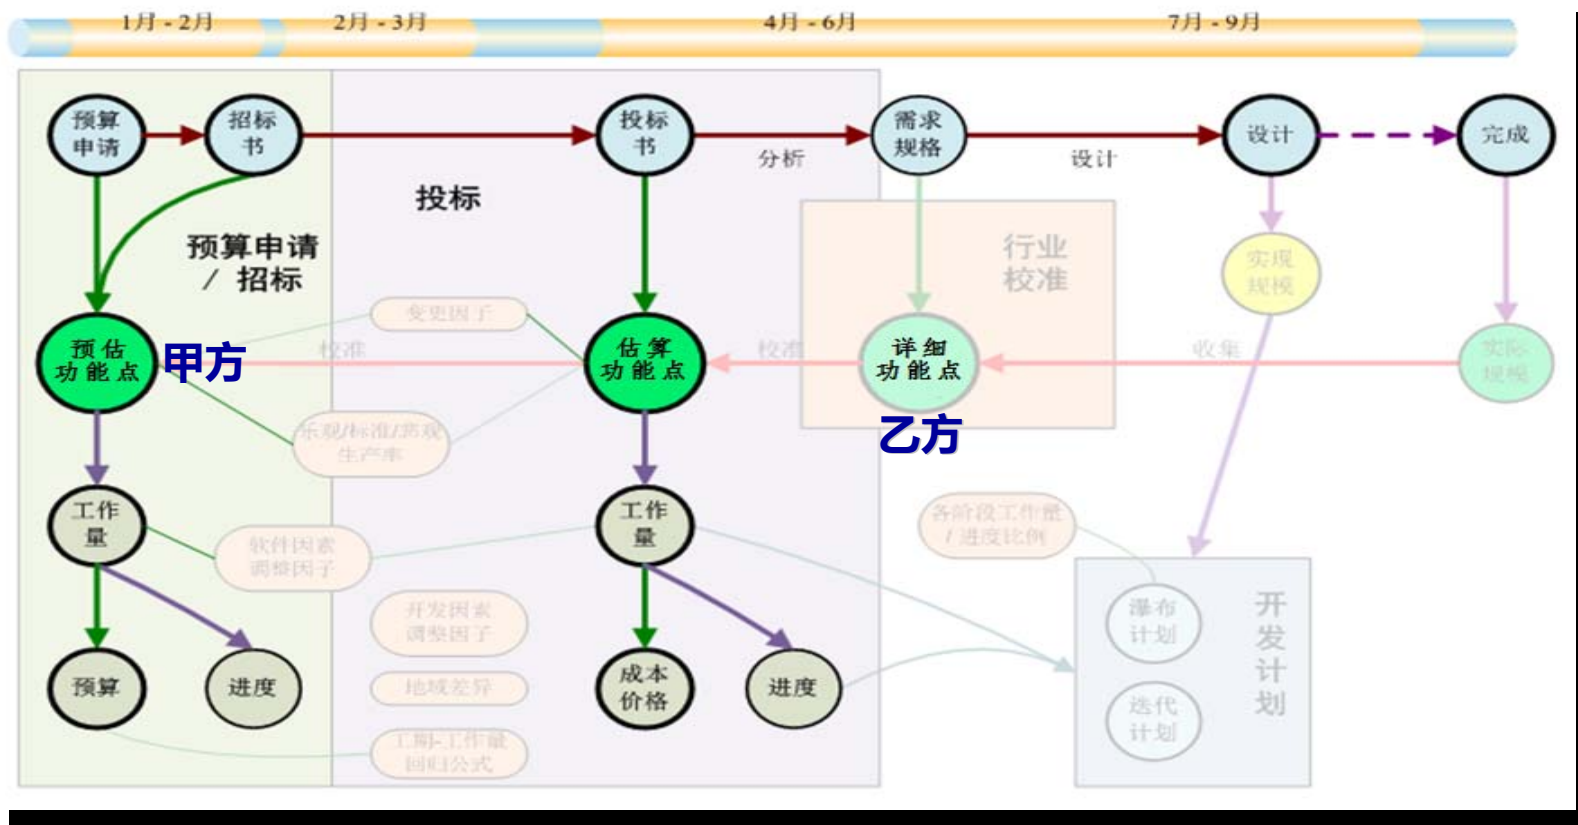 1月 - 2月
2月 - 3月
4月 - 6月
7月 - 9月
预算
申请
招标
书
投标
书
需求
规格
设计
完成
分析
设计
投标
预算申请
/ 招标
行业
校准
实现
规模
变更因子
预估
功能点
甲方
校准
估算
功能点
校准
详细
功能点
收集
实际
规模
乙方
乐观/标准/悲观
生产率
工作
量
工作
量
各阶段工作量
/ 进度比例
软件因素
调整因子
开发因素
调整因子
瀑布
计划
开
发
计
划
预算
进度
地域差异
成本
价格
进度
迭代
计划
工期-工作量
回归公式